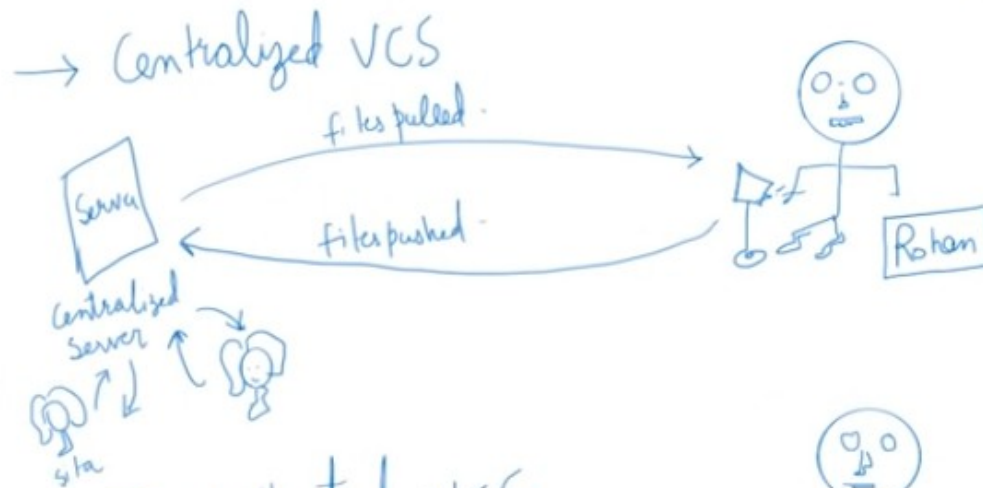 → Centralized VCS
files pulled
Server
files pushed
Rohan
Centralized
Server
sita